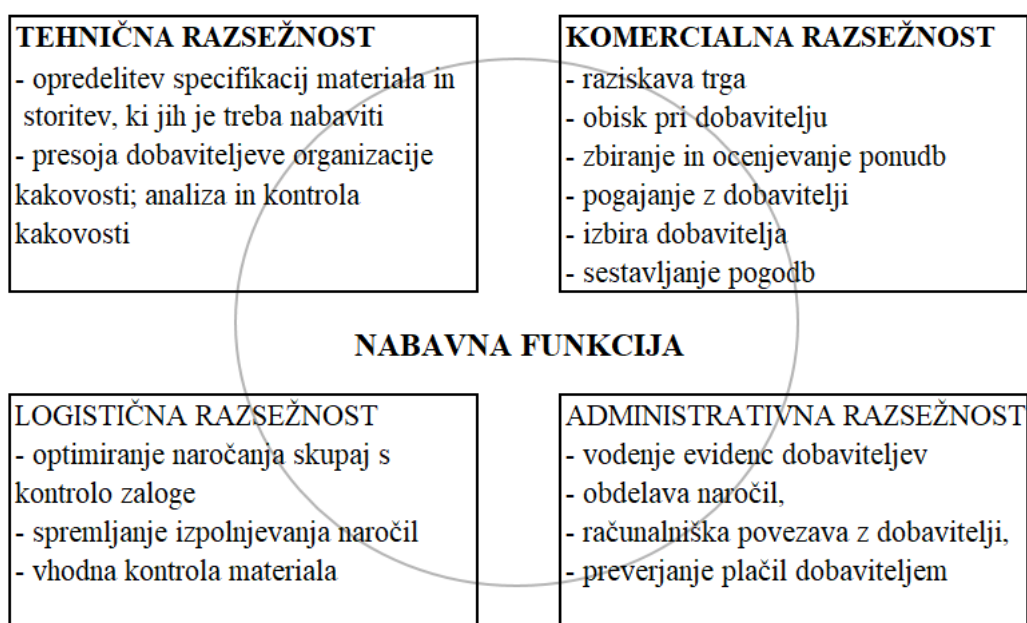 TEHNIČNA RAZSEŽNOST
- opredelitev specifikacij materiala in
storitev, ki jih je treba nabaviti
- presoja dobaviteljeve organizacije
kakovosti; analiza in kontrola
kakovosti
KOMERCIALNA RAZSEŽNOST
- raziskava trga
- obisk pri dobavitelju
- zbiranje in ocenjevanje ponudb
- pogajanje z dobavitelji
- izbira dobavitelja
- sestavljanje pogodb
NABAVNA FUNKCIJA
LOGISTIČNA RAZSEŽNOST
- optimiranje naročanja skupaj s
kontrolo zaloge
- spremljanje izpolnjevanja naročil
- vhodna kontrola materiala
ADMINISTRATIVNA RAZSEŽNOST
- vodenje evidenc dobaviteljev
- obdelava naročil,
- računalniška povezava z dobavitelji,
- preverjanje plačil dobaviteljem